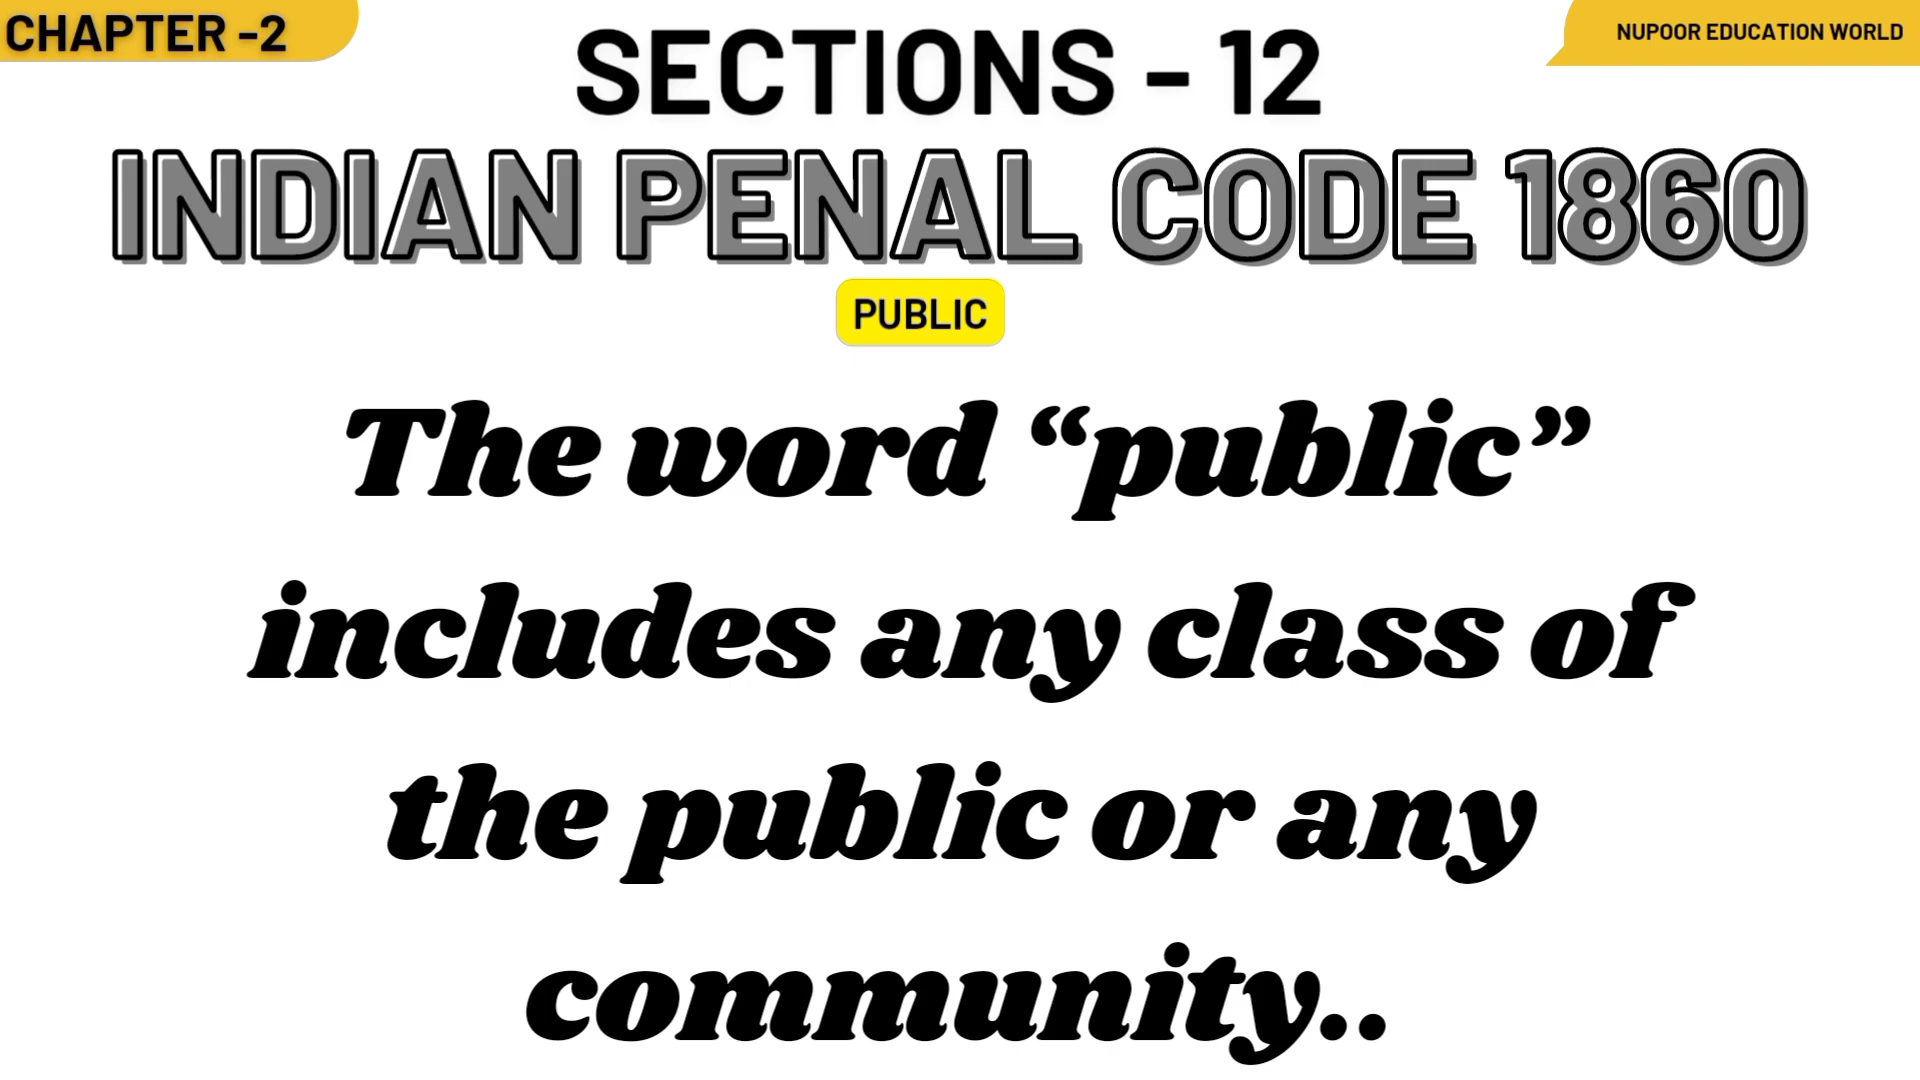 CHAPTER -2
NUPOOR EDUCATION WORLD
SECTIONS - 12
INDIAN PENAL CODE 1860
PUBLIC
The word “public”
includes any class of
the public or any
community..